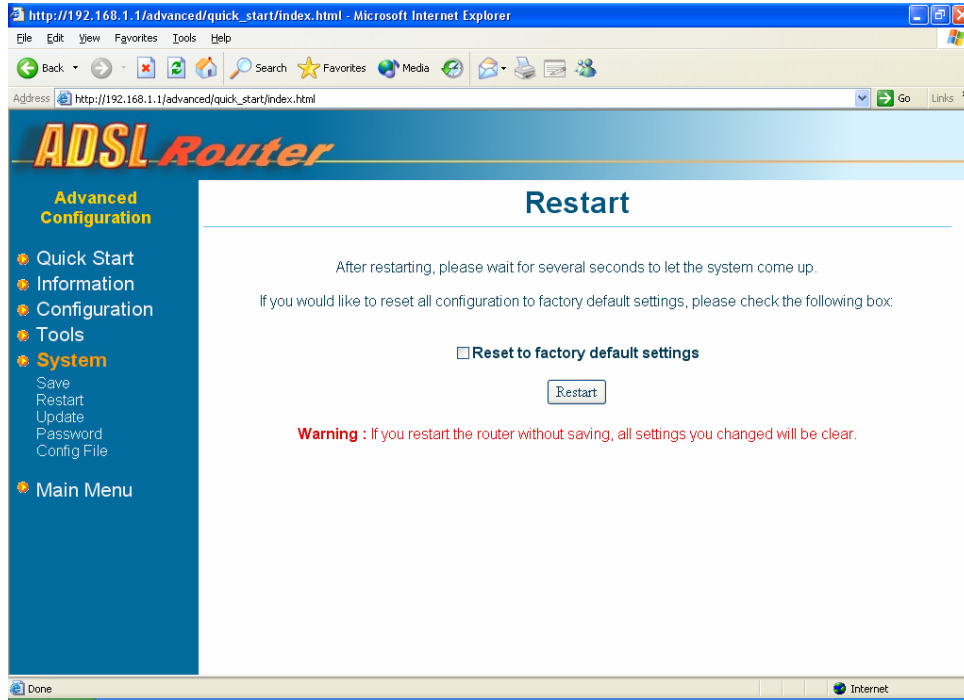 http://192.168.1.1/advanced/quick_start/index.html - Microsoft Internet Explorer
File Edit View Favorites Tools Help
Back Search Favorites Media
Address http://192.168.1.1/advanced/quick_start/index.html Go Links
ADSL Router
Advanced
Configuration
Quick Start
Information
Configuration
Tools
System
Save
Restart
Update
Password
Config File
Main Menu
Restart
After restarting, please wait for several seconds to let the system come up.
If you would like to reset all configuration to factory default settings, please check the following box:
Reset to factory default settings
Restart
Warning : If you restart the router without saving, all settings you changed will be clear.
Done Internet